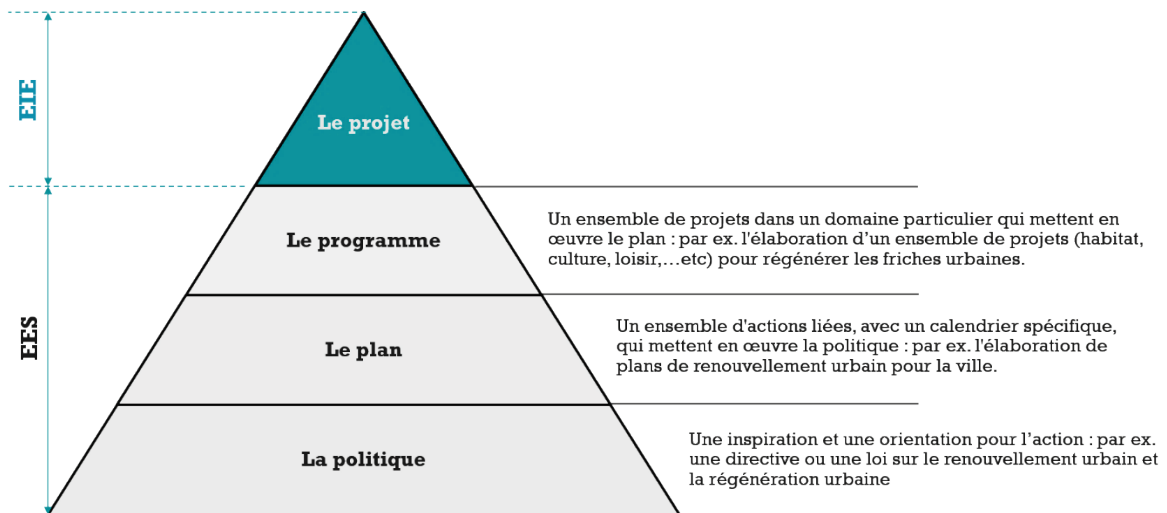 EIE
Le projet
EES
Le programme
Un ensemble de projets dans un domaine particulier qui mettent en
œuvre le plan : par ex. l'élaboration d’un ensemble de projets (habitat,
culture, loisir,...etc) pour régénérer les friches urbaines.
Le plan
Un ensemble d'actions liées, avec un calendrier spécifique,
qui mettent en œuvre la politique : par ex. l'élaboration de
plans de renouvellement urbain pour la ville.
La politique
Une inspiration et une orientation pour l’action : par ex.
une directive ou une loi sur le renouvellement urbain et
la régénération urbaine